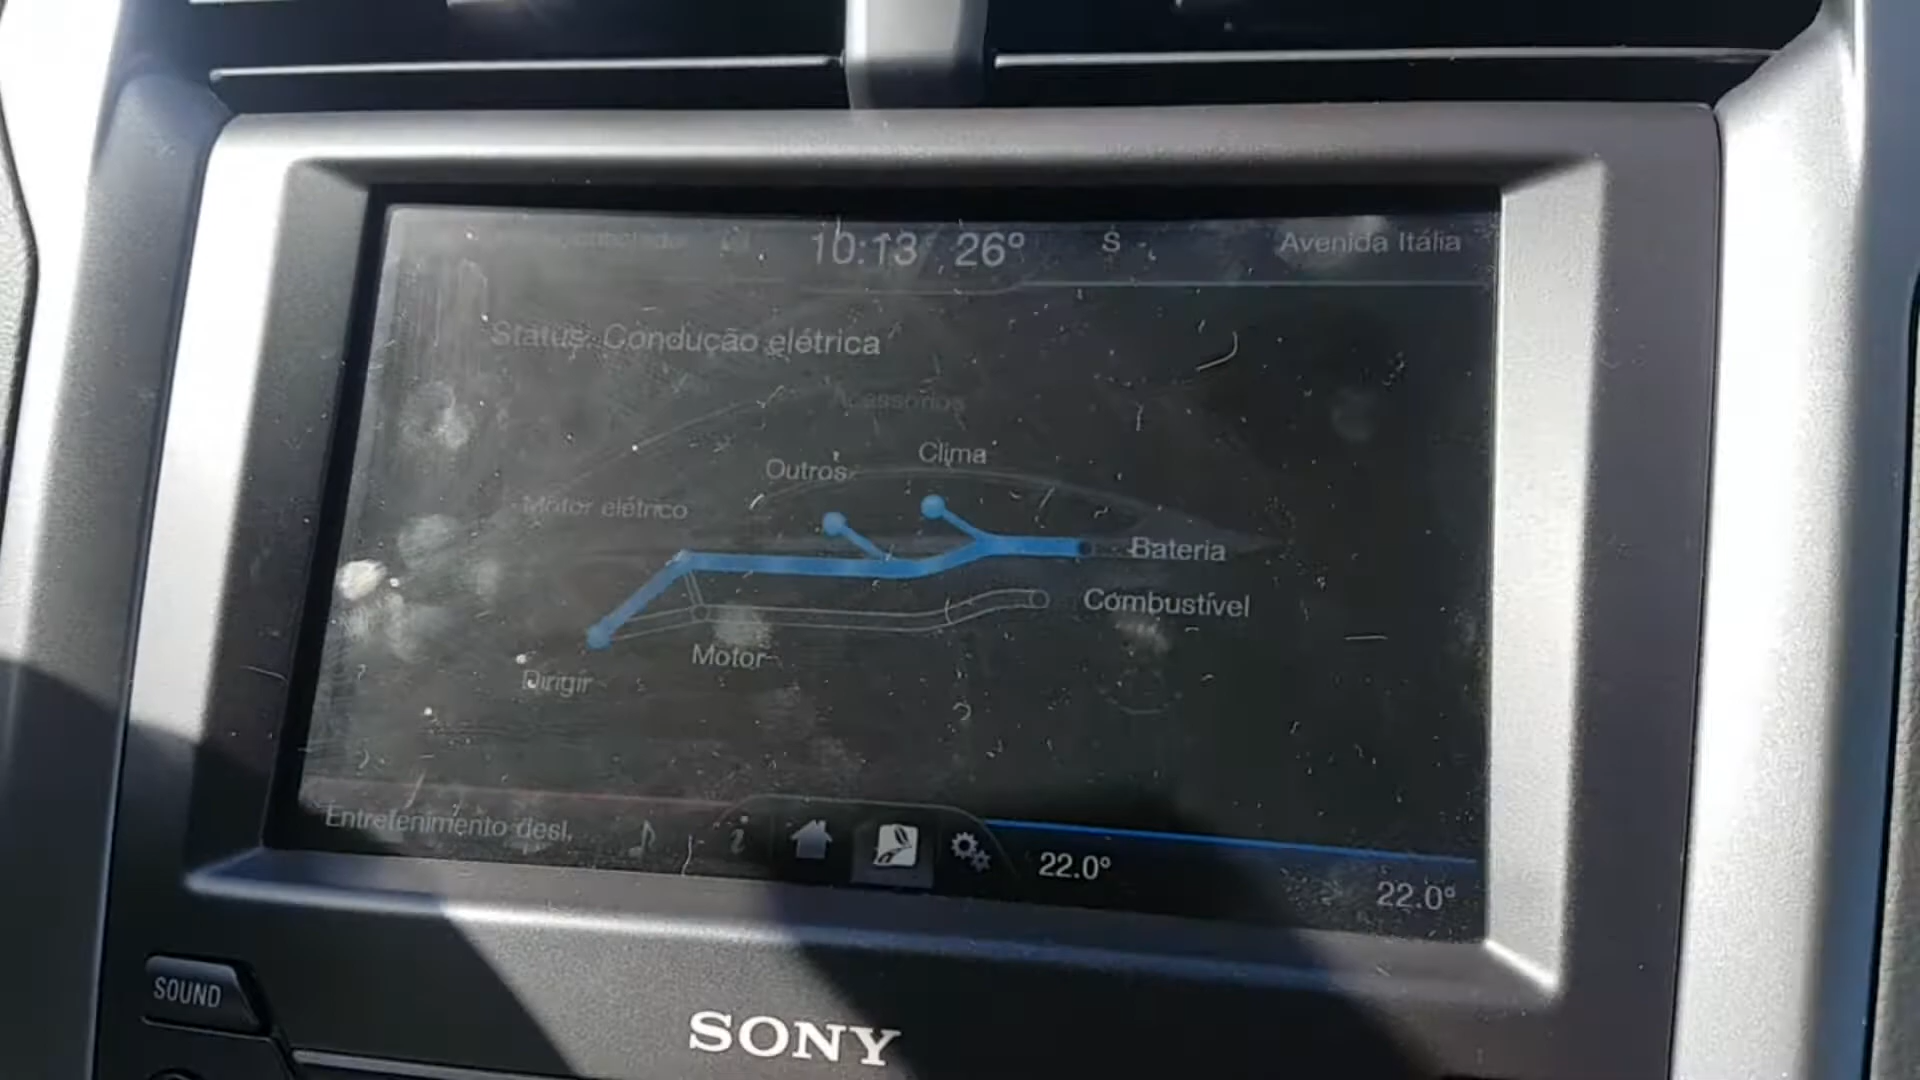 10:13 26° S Avenida Itália
Status: Condução elétrica
Acessórios
Clima
Outros
Motor elétrico
Bateria
Combustível
Motor
Dirigir
Entretenimento desl.
22.0° 22.0°
SOUND
SONY